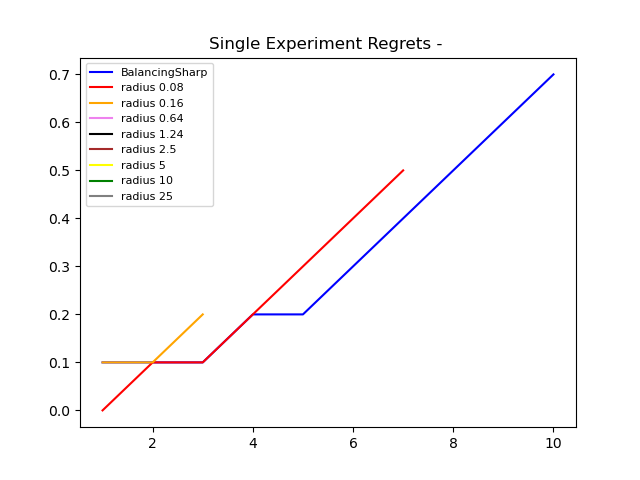 Single Experiment Regrets -
BalancingSharp
radius 0.08
radius 0.16
radius 0.64
radius 1.24
radius 2.5
radius 5
radius 10
radius 25
0.7
0.6
0.5
0.4
0.3
0.2
0.1
0.0
2 4 6 8 10